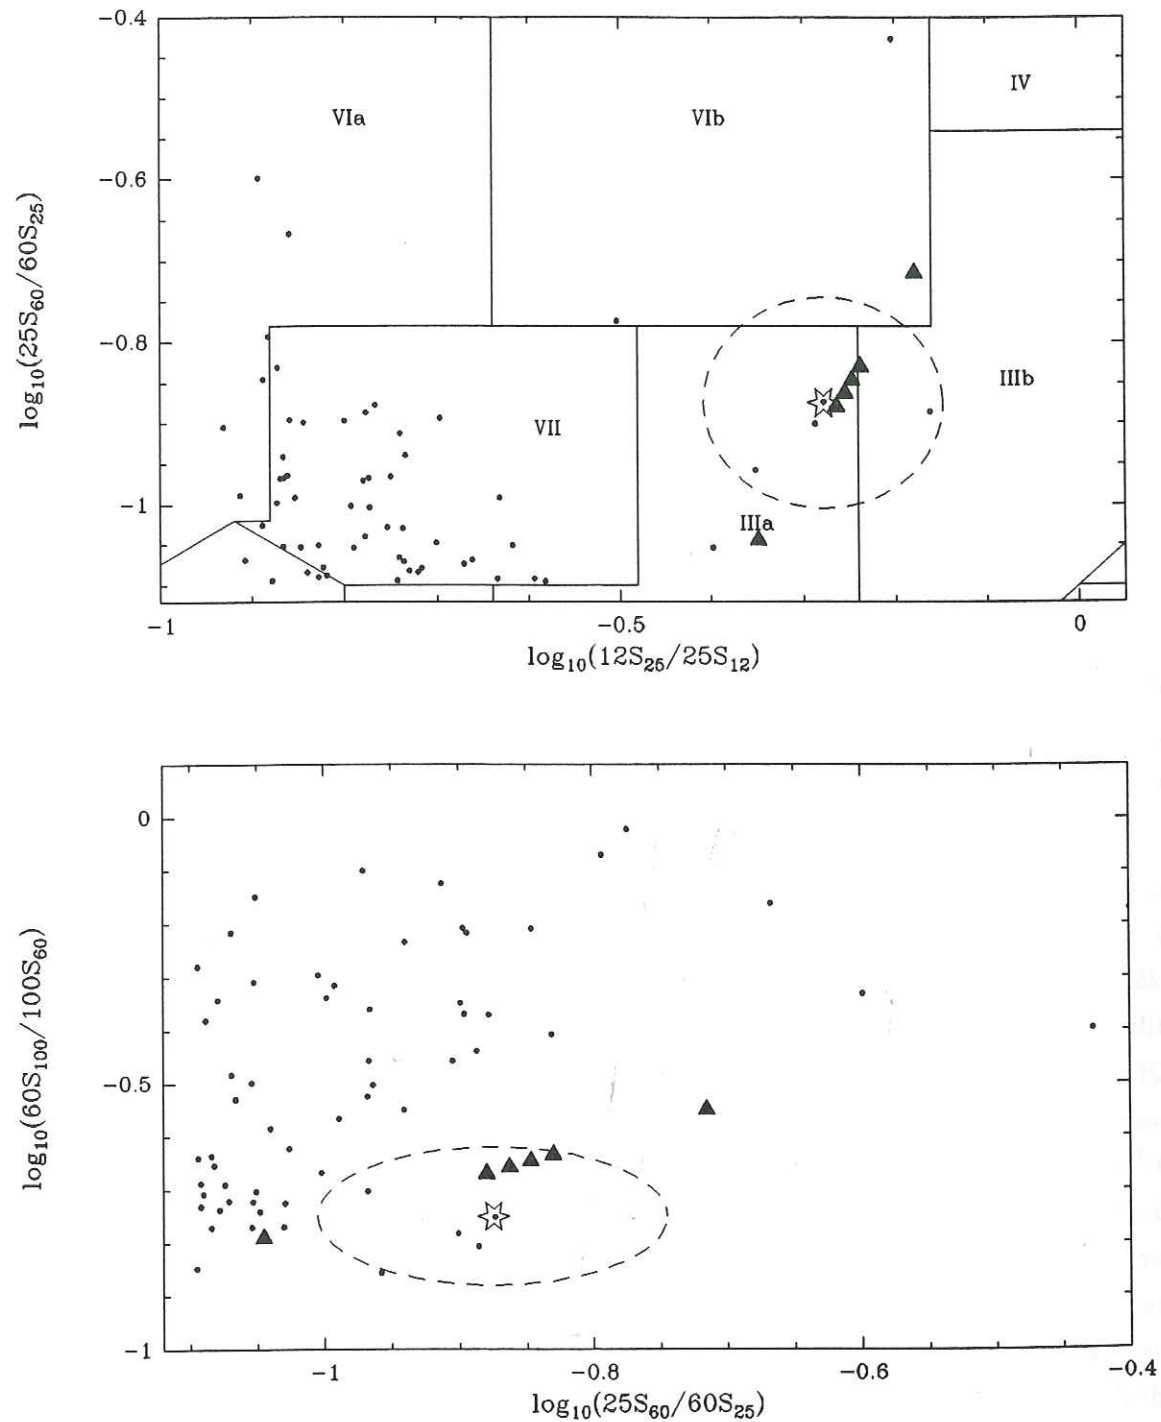 −0.4
VIa
VIb
IV
−0.6
log₁₀(25S₆₀/60S₂₅)
−0.8
VII
IIIb
−1
IIIa
−1
−0.5
0
log₁₀(12S₂₅/25S₁₂)
0
log₁₀(60S₁₀₀/100S₆₀)
−0.5
−1
−1
−0.8
−0.6
−0.4
log₁₀(25S₆₀/60S₂₅)